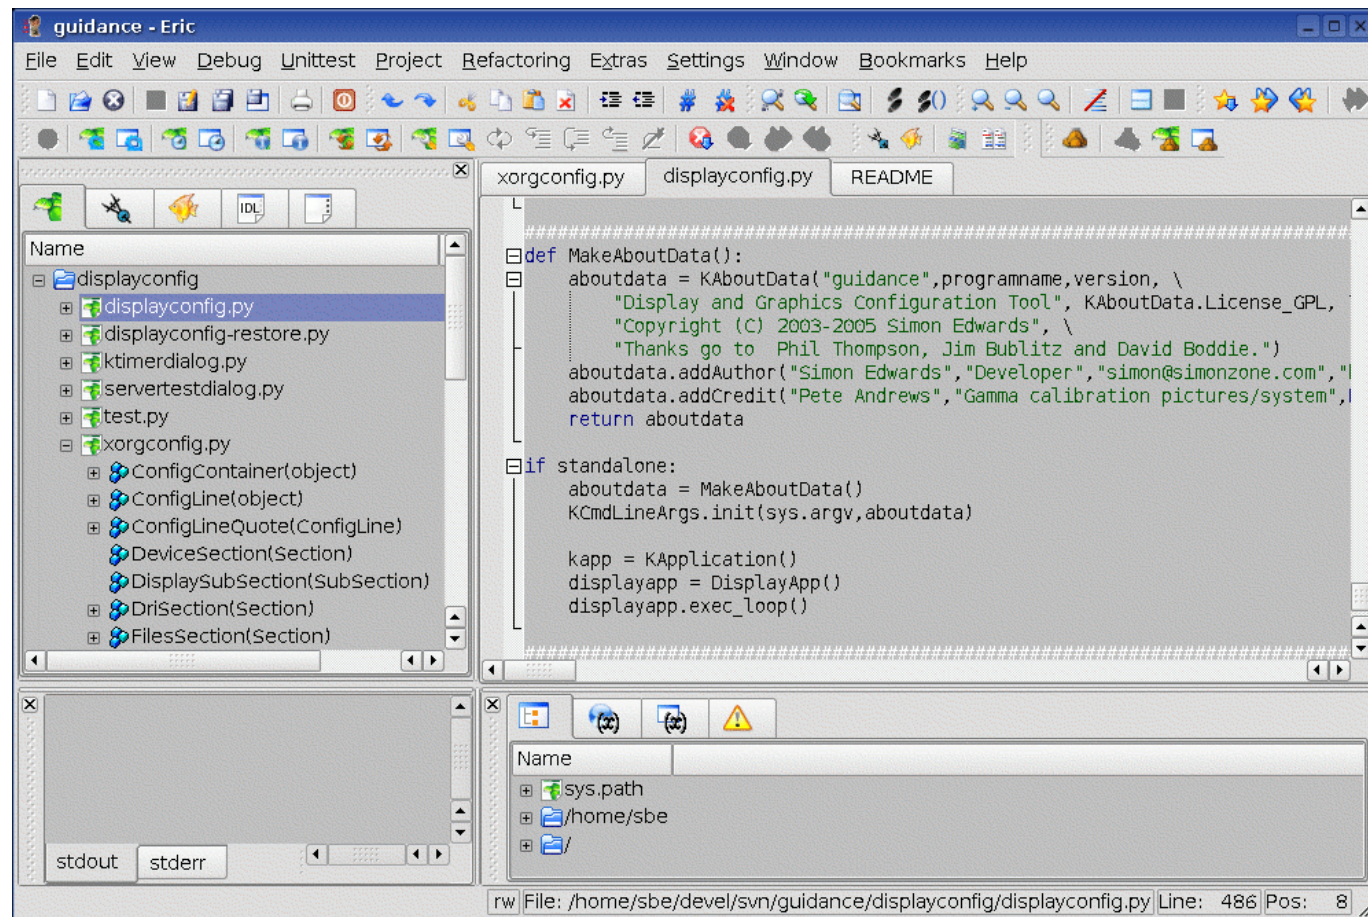 guidance - Eric
File Edit View Debug Unittest Project Refactoring Extras Settings Window Bookmarks Help
IDL
Name
displayconfig
displayconfig.py
displayconfig-restore.py
ktimerdialog.py
servertestdialog.py
test.py
xorgconfig.py
ConfigContainer(object)
ConfigLine(object)
ConfigLineQuote(ConfigLine)
DeviceSection(Section)
DisplaySubSection(SubSection)
DriSection(Section)
FilesSection(Section)
xorgconfig.py displayconfig.py README
def MakeAboutData():
aboutdata = KAboutData("guidance",programname,version, \
"Display and Graphics Configuration Tool", KAboutData.License_GPL,
"Copyright (C) 2003-2005 Simon Edwards", \
"Thanks go to  Phil Thompson, Jim Bublitz and David Boddie.")
aboutdata.addAuthor("Simon Edwards","Developer","simon@simonzone.com",
aboutdata.addCredit("Pete Andrews","Gamma calibration pictures/system",
return aboutdata
if standalone:
aboutdata = MakeAboutData()
KCmdLineArgs.init(sys.argv,aboutdata)
kapp = KApplication()
displayapp = DisplayApp()
displayapp.exec_loop()
stdout stderr
(x) (x)
Name
sys.path
/home/sbe
/
rw File: /home/sbe/devel/svn/guidance/displayconfig/displayconfig.py Line: 486 Pos: 8